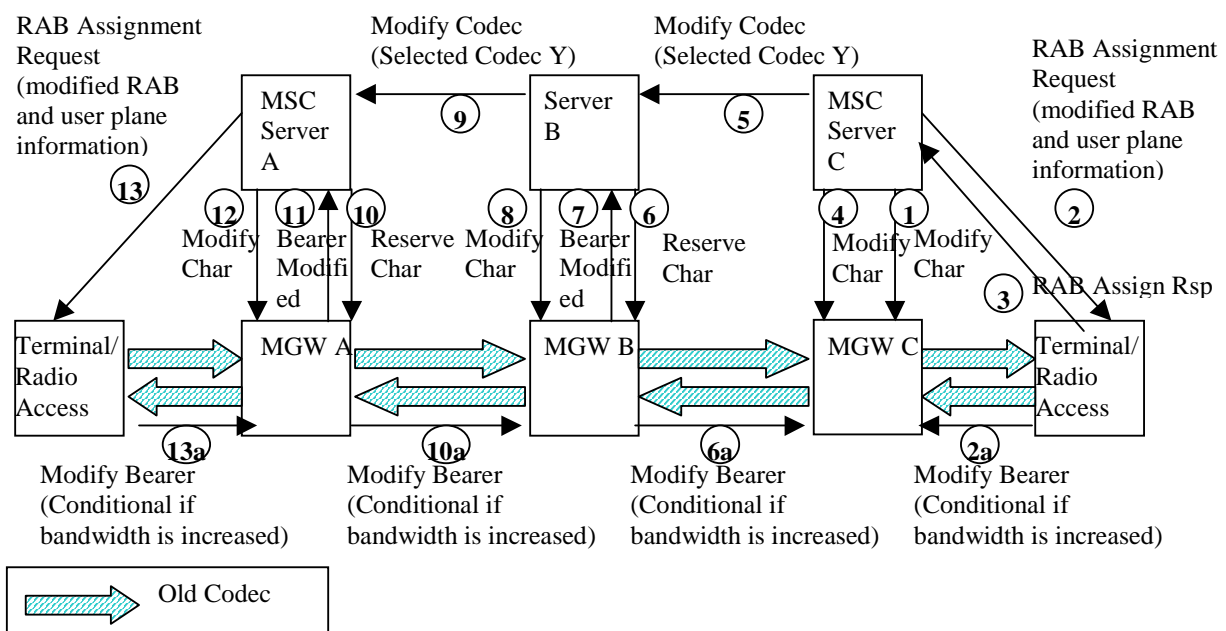 RAB Assignment
Request
(modified RAB
and user plane
information)
Modify Codec
(Selected Codec Y)
Modify Codec
(Selected Codec Y)
RAB Assignment
Request
(modified RAB
and user plane
information)
MSC
Server
A
9
Server
B
5
MSC
Server
C
13
12
11
10
8
7
6
4
1
2
Modify
Char
Bearer
Modifi
ed
Reserve
Char
Modify
Char
Bearer
Modifi
ed
Reserve
Char
Modify
Char
Modify
Char
3
RAB Assign Rsp
Terminal/
Radio
Access
MGW A
MGW B
MGW C
Terminal/
Radio
Access
13a
10a
6a
2a
Modify Bearer
(Conditional if
bandwidth is increased)
Modify Bearer
(Conditional if
bandwidth is increased)
Modify Bearer
(Conditional if
bandwidth is increased)
Modify Bearer
(Conditional if
bandwidth is increased)
Old Codec